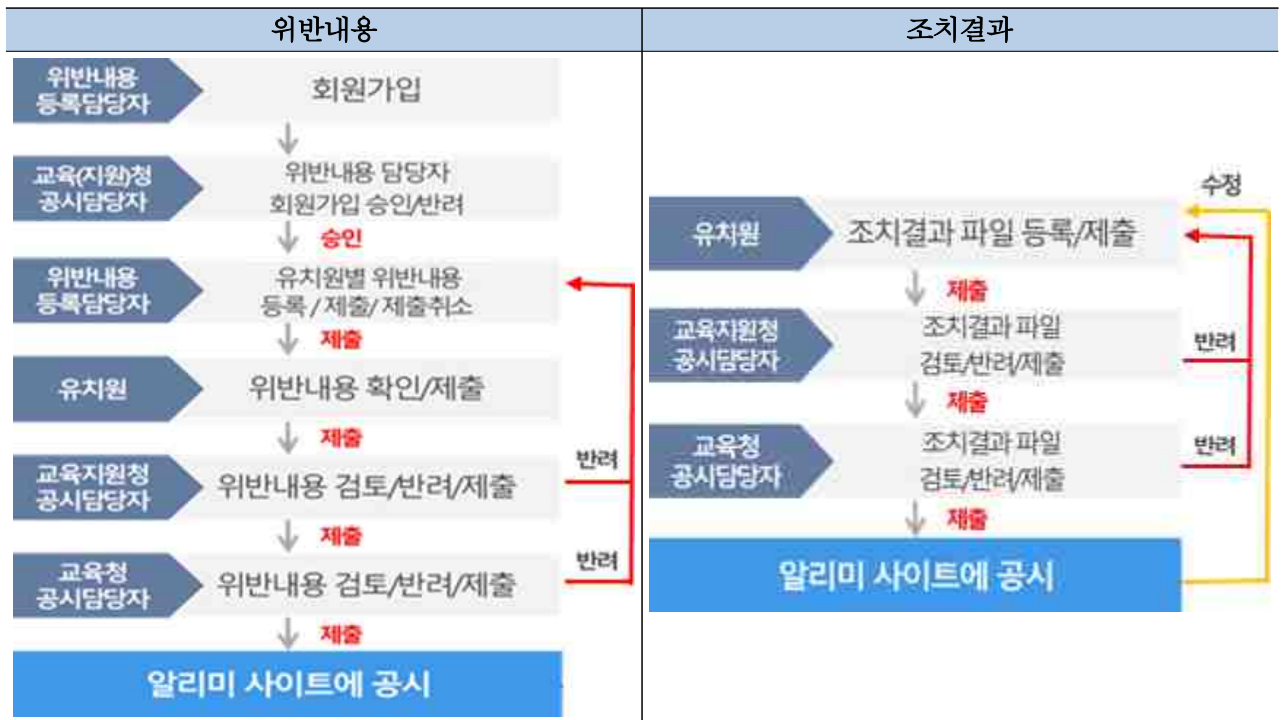 위반내용
위반내용
등록담당자
회원가입
교육(지원)청
공시담당자
위반내용 담당자
회원가입 승인/반려
승인
위반내용
등록담당자
유치원별 위반내용
등록 / 제출/ 제출취소
제출
유치원
위반내용 확인/제출
제출
교육지원청
공시담당자
위반내용 검토/반려/제출
반려
제출
교육청
공시담당자
위반내용 검토/반려/제출
반려
제출
알리미 사이트에 공시
조치결과
수정
유치원
조치결과 파일 등록/제출
제출
교육지원청
공시담당자
조치결과 파일
검토/반려/제출
반려
제출
교육청
공시담당자
조치결과 파일
검토/반려/제출
반려
제출
알리미 사이트에 공시